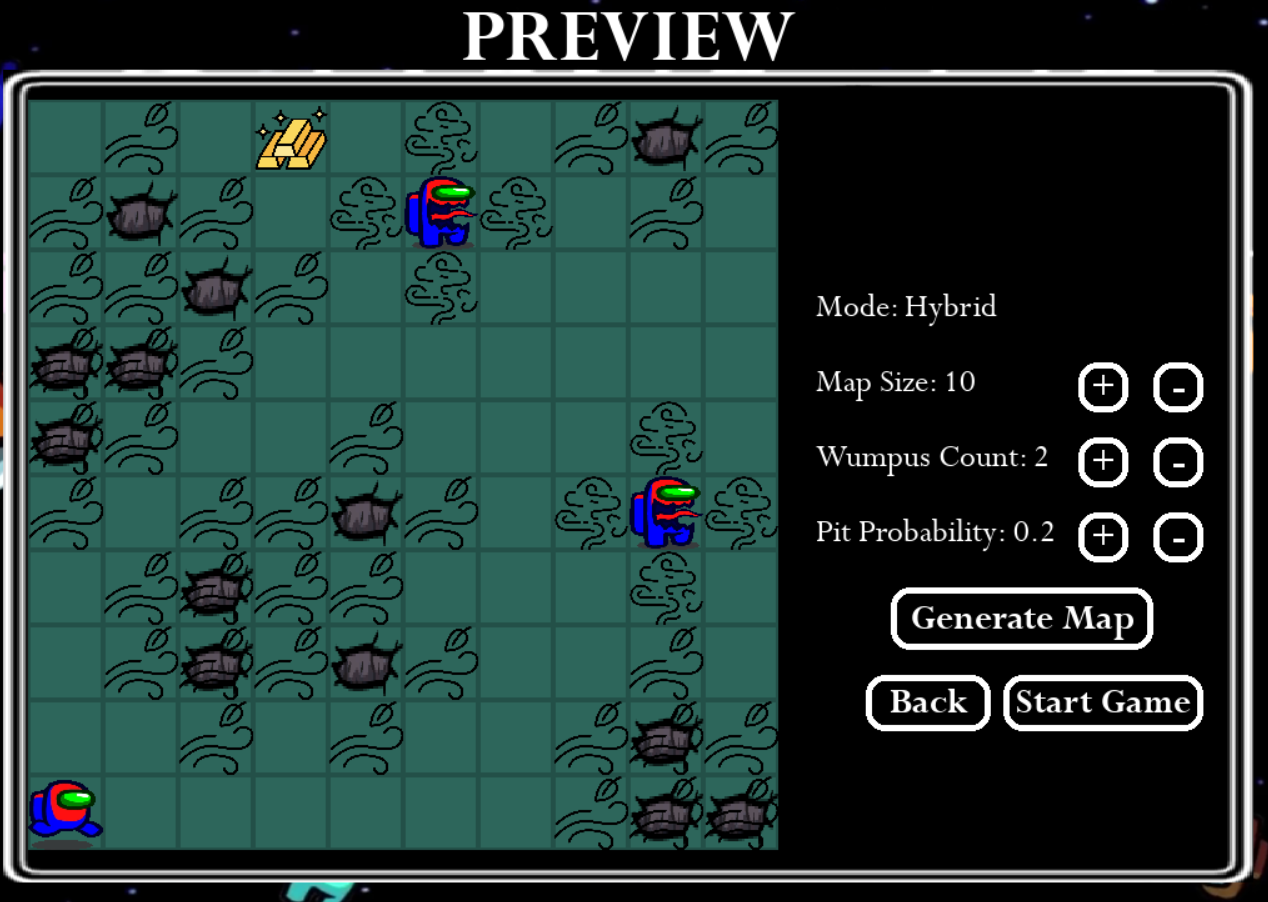 PREVIEW
Mode: Hybrid
Map Size: 10 + -
Wumpus Count: 2 + -
Pit Probability: 0.2 + -
Generate Map
Back Start Game